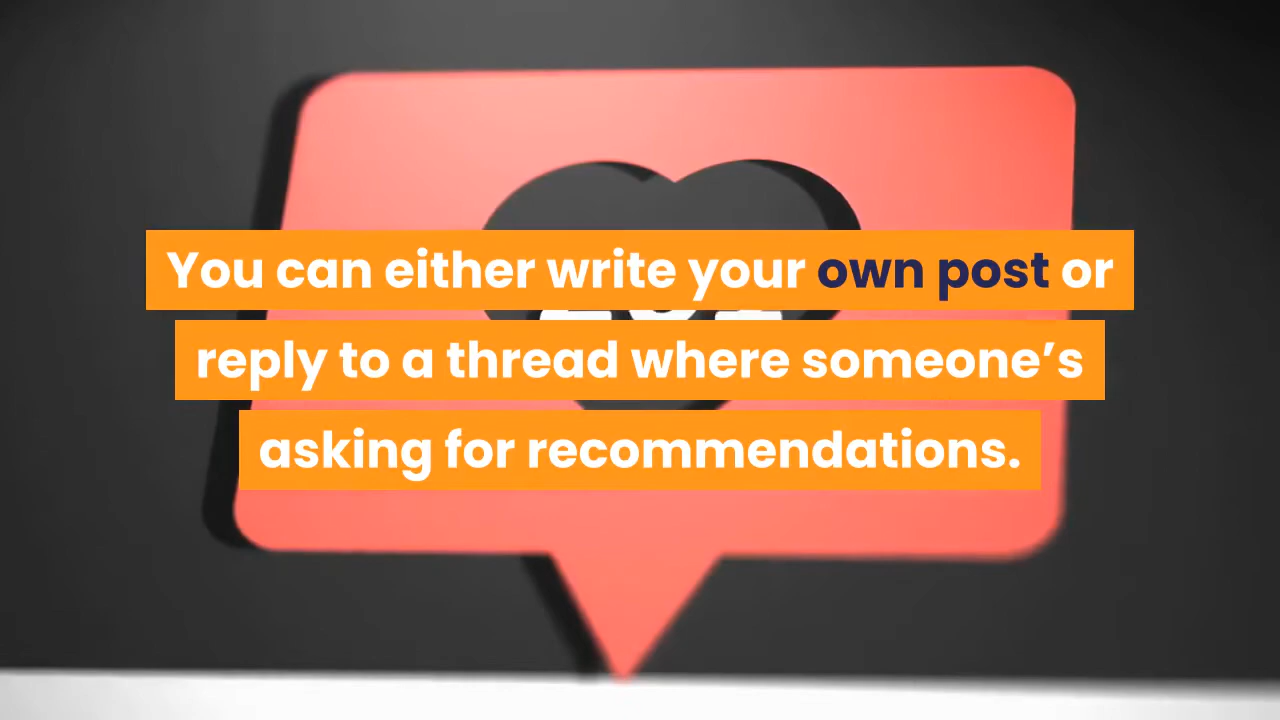 You can either write your own post or
reply to a thread where someone’s
asking for recommendations.